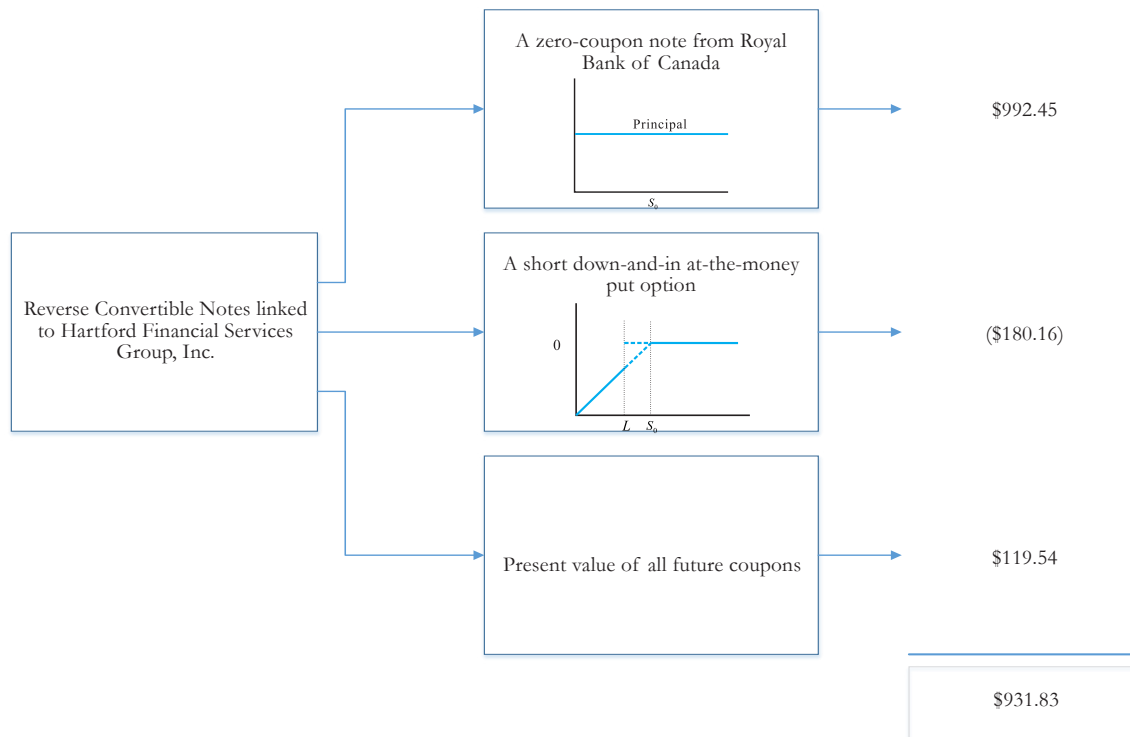 A zero-coupon note from Royal
Bank of Canada
Principal
S₀
$992.45
Reverse Convertible Notes linked
to Hartford Financial Services
Group, Inc.
A short down-and-in at-the-money
put option
0
L S₀
($180.16)
Present value of all future coupons
$119.54
$931.83